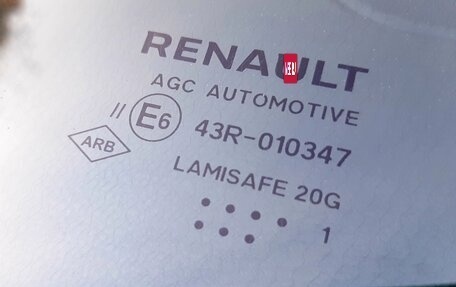 RENAULT
AGC AUTOMOTIVE
// E6 43R-010347
ARB
LAMISAFE 20G
1